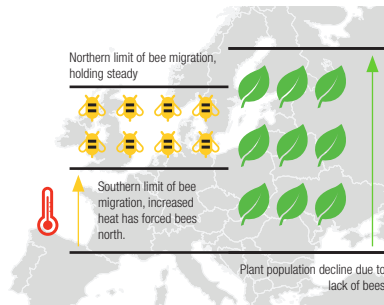 Northern limit of bee migration,
holding steady
Southern limit of bee
migration, increased
heat has forced bees
north.
Plant population decline due to
lack of bees